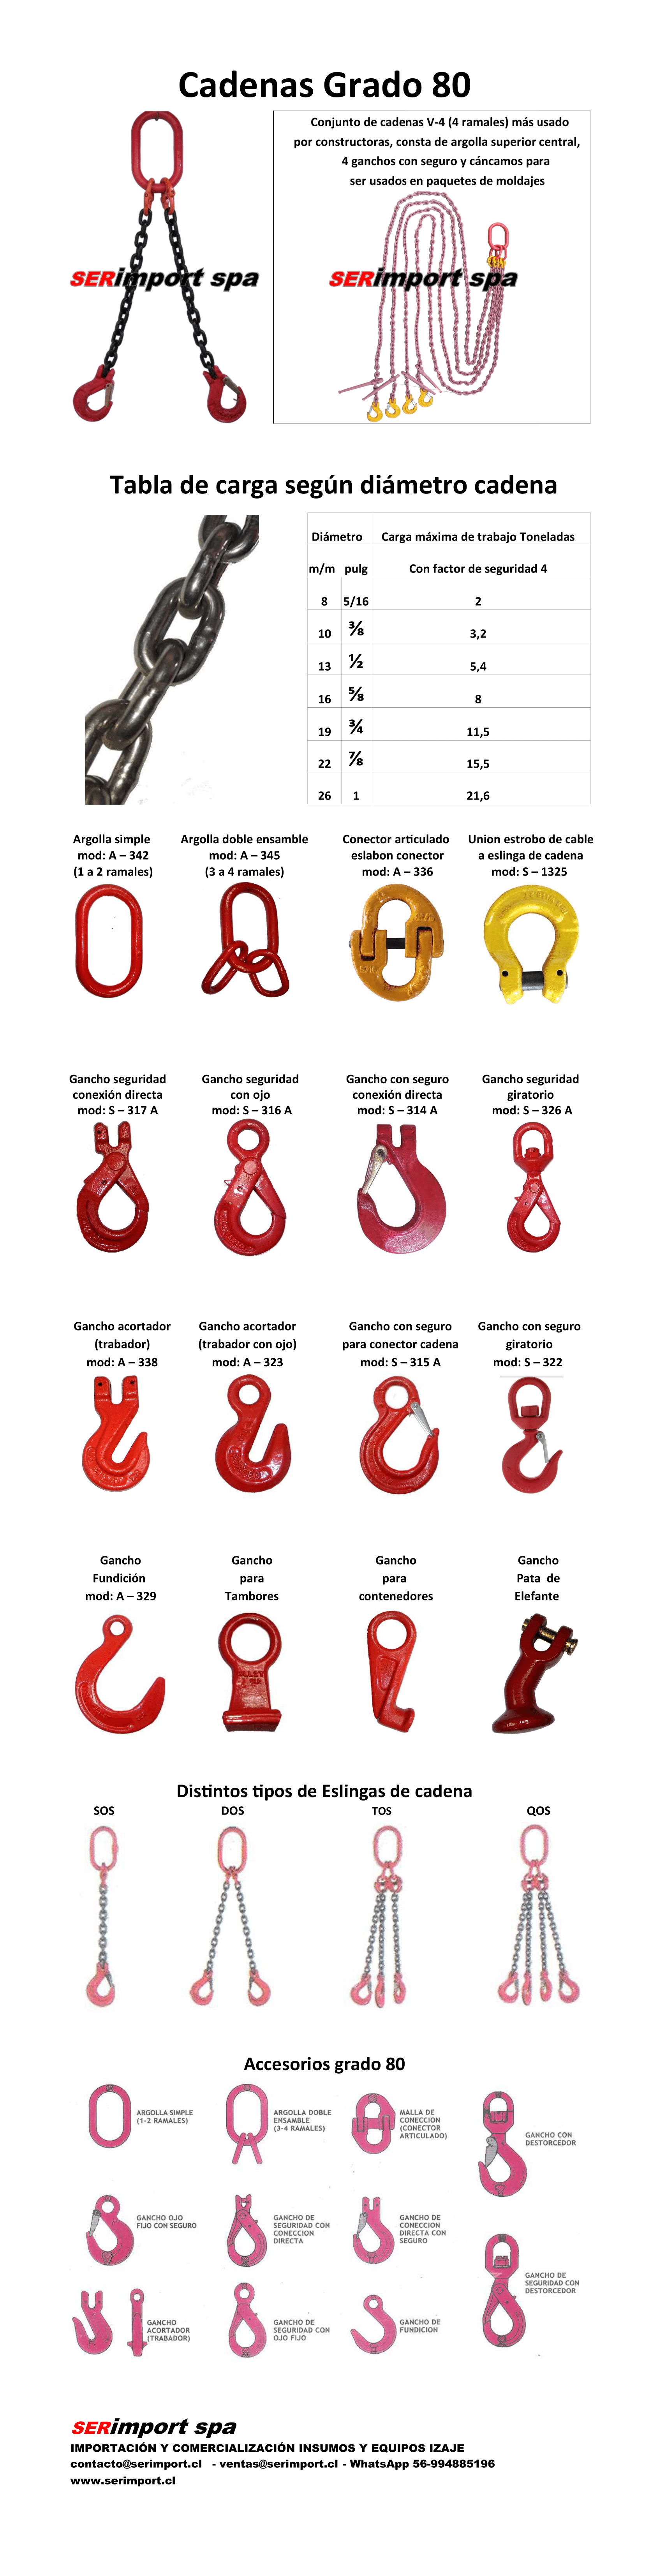 Cadenas Grado 80
Conjunto de cadenas V-4 (4 ramales) más usado
por constructoras, consta de argolla superior central,
4 ganchos con seguro y cáncamos para
ser usados en paquetes de moldajes
SERimport spa
SERimport spa
Tabla de carga según diámetro cadena
Diámetro Carga máxima de trabajo Toneladas
m/m pulg Con factor de seguridad 4
8 5/16 2
10 ⅜ 3,2
13 ½ 5,4
16 ⅝ 8
19 ¾ 11,5
22 ⅞ 15,5
26 1 21,6
Argolla simple
mod: A – 342
(1 a 2 ramales)
Argolla doble ensamble
mod: A – 345
(3 a 4 ramales)
Conector articulado
eslabon conector
mod: A – 336
Union estrobo de cable
a eslinga de cadena
mod: S – 1325
Gancho seguridad
conexión directa
mod: S – 317 A
Gancho seguridad
con ojo
mod: S – 316 A
Gancho con seguro
conexión directa
mod: S – 314 A
Gancho seguridad
giratorio
mod: S – 326 A
Gancho acortador
(trabador)
mod: A – 338
Gancho acortador
(trabador con ojo)
mod: A – 323
Gancho con seguro
para conector cadena
mod: S – 315 A
Gancho con seguro
giratorio
mod: S – 322
Gancho
Fundición
mod: A – 329
Gancho
para
Tambores
Gancho
para
contenedores
Gancho
Pata de
Elefante
Distintos tipos de Eslingas de cadena
SOS
DOS
TOS
QOS
Accesorios grado 80
ARGOLLA SIMPLE
(1-2 RAMALES)
ARGOLLA DOBLE
ENSAMBLE
(3-4 RAMALES)
MALLA DE
CONECCION
(CONECTOR
ARTICULADO)
GANCHO CON
DESTORCEDOR
GANCHO OJO
FIJO CON SEGURO
GANCHO DE
SEGURIDAD CON
CONECCION
DIRECTA
GANCHO DE
CONECCION
DIRECTA CON
SEGURO
GANCHO DE
SEGURIDAD CON
DESTORCEDOR
GANCHO
ACORTADOR
(TRABADOR)
GANCHO DE
SEGURIDAD CON
OJO FIJO
GANCHO DE
FUNDICION
SERimport spa
IMPORTACIÓN Y COMERCIALIZACIÓN INSUMOS Y EQUIPOS IZAJE
contacto@serimport.cl - ventas@serimport.cl - WhatsApp 56-994885196
www.serimport.cl